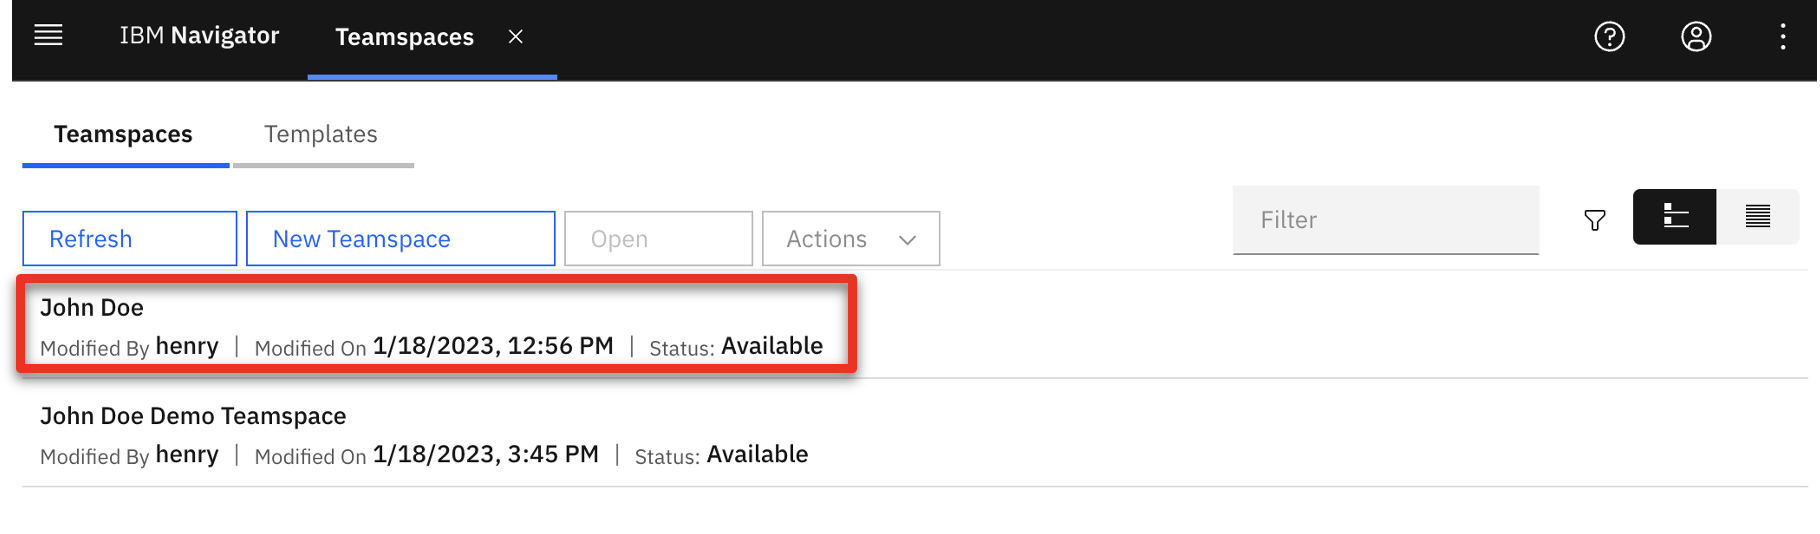 IBM Navigator Teamspaces
Teamspaces Templates
Refresh New Teamspace Open Actions Filter
John Doe
Modified By henry | Modified On 1/18/2023, 12:56 PM | Status: Available
John Doe Demo Teamspace
Modified By henry | Modified On 1/18/2023, 3:45 PM | Status: Available